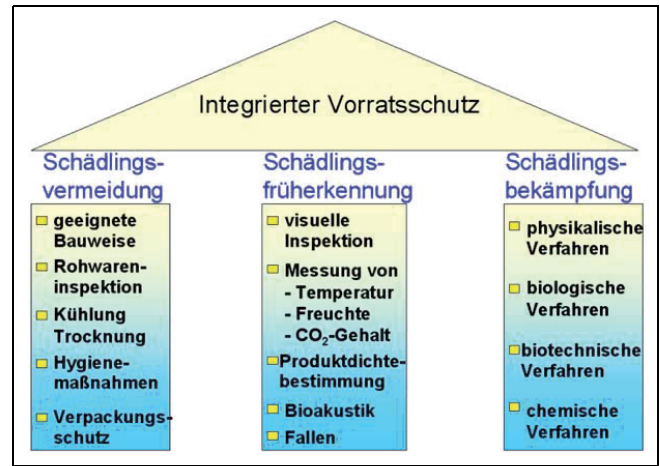 Integrierter Vorratsschutz
Schädlings-
vermeidung
geeignete
Bauweise
Rohwaren-
inspektion
Kühlung
Trocknung
Hygiene-
maßnahmen
Verpackungs-
schutz
Schädlings-
früherkennung
visuelle
Inspektion
Messung von
- Temperatur
- Freuchte
- CO₂-Gehalt
Produktdichte-
bestimmung
Bioakustik
Fallen
Schädlings-
bekämpfung
physikalische
Verfahren
biologische
Verfahren
biotechnische
Verfahren
chemische
Verfahren